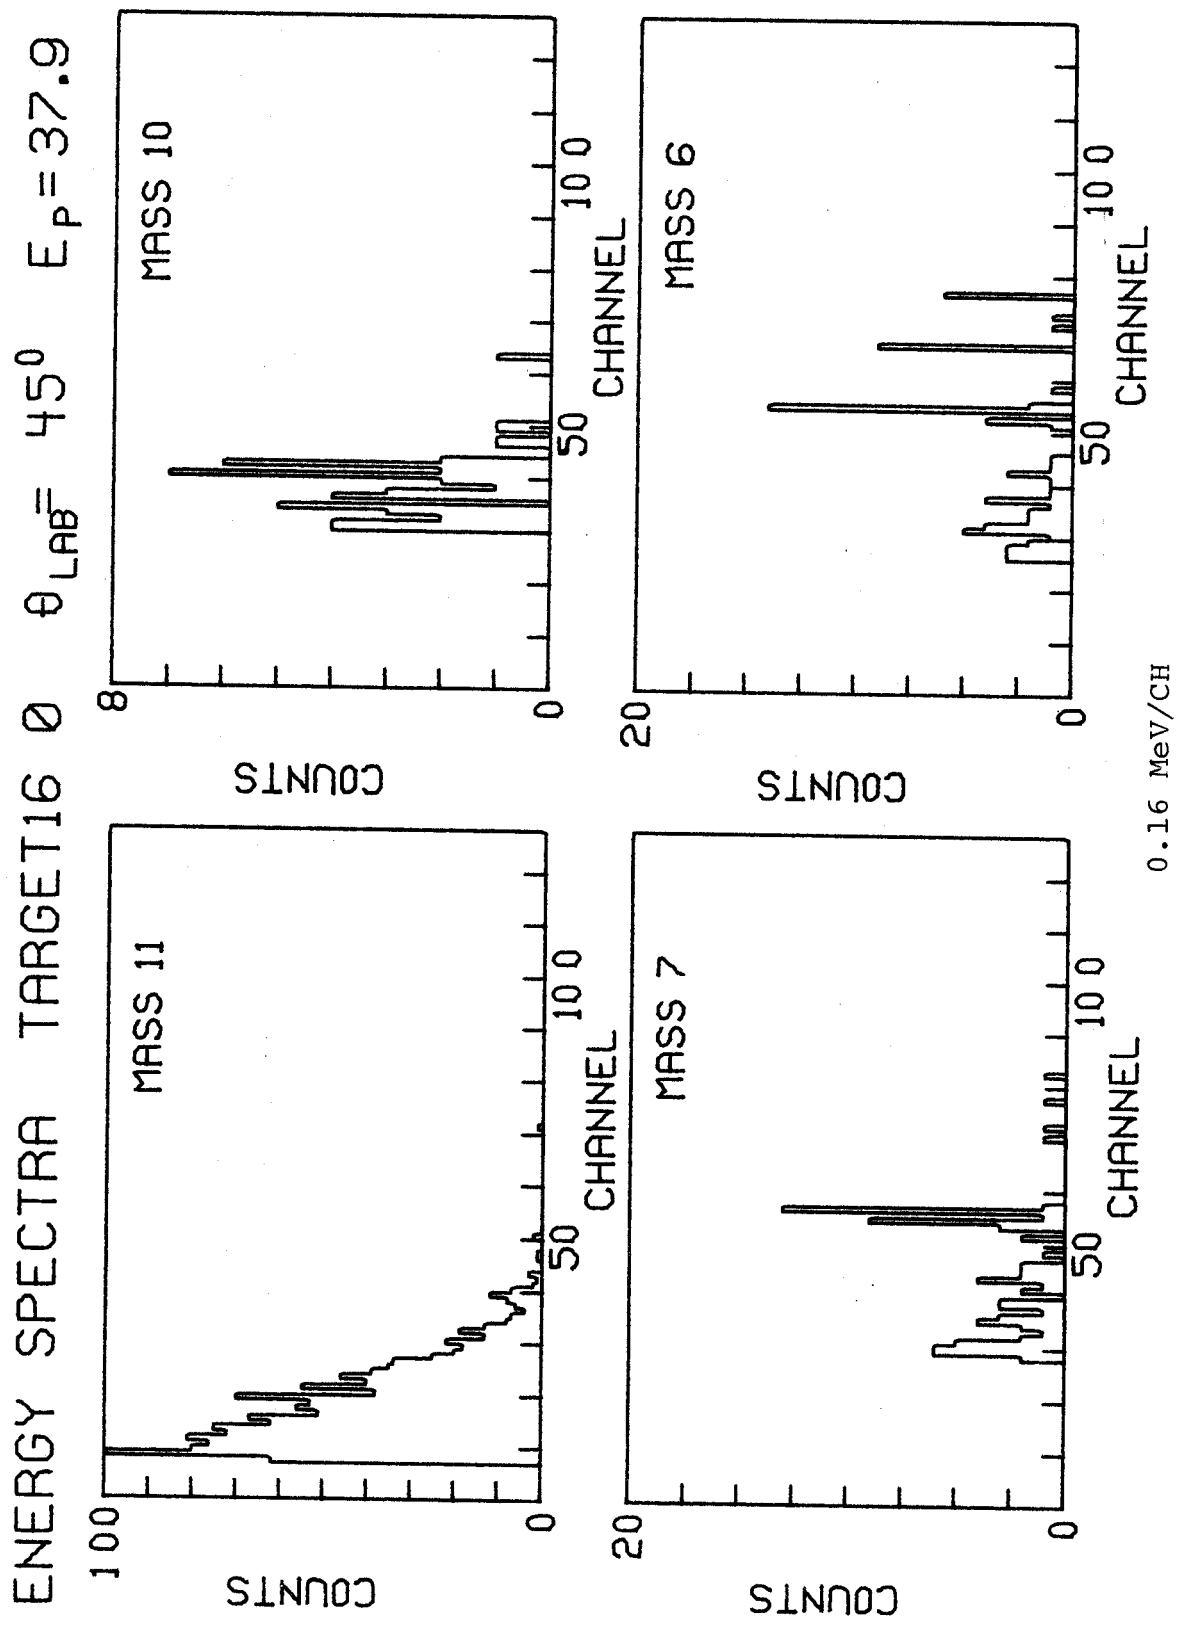 ENERGY SPECTRA TARGET16 O θLAB= 45° EP=37.9
100
COUNTS
0
MASS 11
50
100
CHANNEL
8
COUNTS
0
MASS 10
50
100
CHANNEL
20
COUNTS
0
MASS 7
50
100
CHANNEL
20
COUNTS
0
MASS 6
50
100
CHANNEL
0.16 MeV/CH